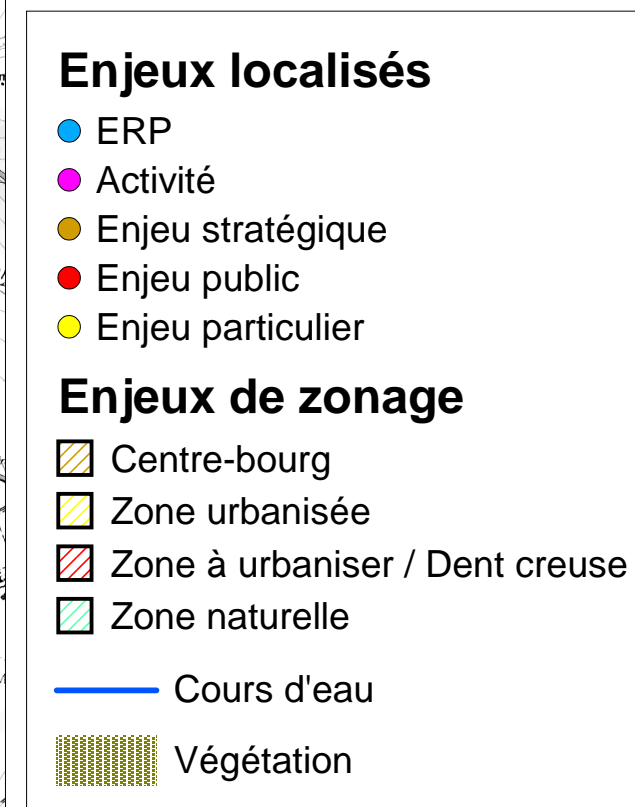 Enjeux localisés
ERP
Activité
Enjeu stratégique
Enjeu public
Enjeu particulier
Enjeux de zonage
Centre-bourg
Zone urbanisée
Zone à urbaniser / Dent creuse
Zone naturelle
Cours d'eau
Végétation